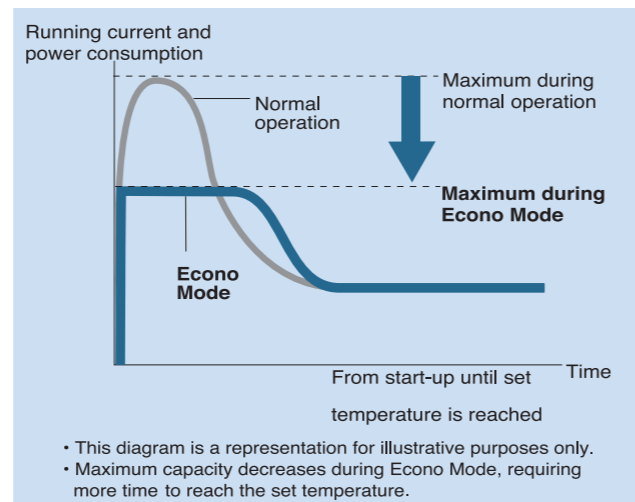 Running current and
power consumption
Maximum during
normal operation
Normal
operation
Maximum during
Econo Mode
Econo
Mode
Time
From start-up until set
temperature is reached
• This diagram is a representation for illustrative purposes only.
• Maximum capacity decreases during Econo Mode, requiring
more time to reach the set temperature.